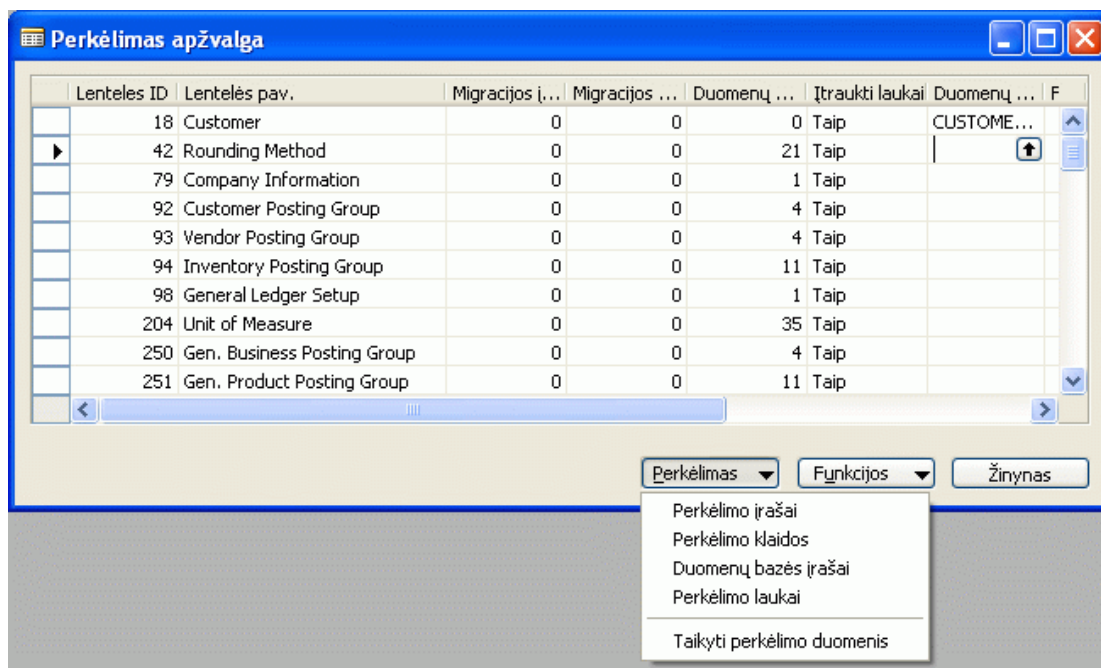 Perkėlimas apžvalga
Lenteles ID Lentelės pav. Migracijos į... Migracijos ... Duomenų ... Įtraukti laukai Duomenų ... F
18 Customer 0 0 0 Taip CUSTOME...
42 Rounding Method 0 0 21 Taip
79 Company Information 0 0 1 Taip
92 Customer Posting Group 0 0 4 Taip
93 Vendor Posting Group 0 0 4 Taip
94 Inventory Posting Group 0 0 11 Taip
98 General Ledger Setup 0 0 1 Taip
204 Unit of Measure 0 0 35 Taip
250 Gen. Business Posting Group 0 0 4 Taip
251 Gen. Product Posting Group 0 0 11 Taip
Perkėlimas Funkcijos Žinynas
Perkėlimo įrašai
Perkėlimo klaidos
Duomenų bazės įrašai
Perkėlimo laukai
Taikyti perkėlimo duomenis